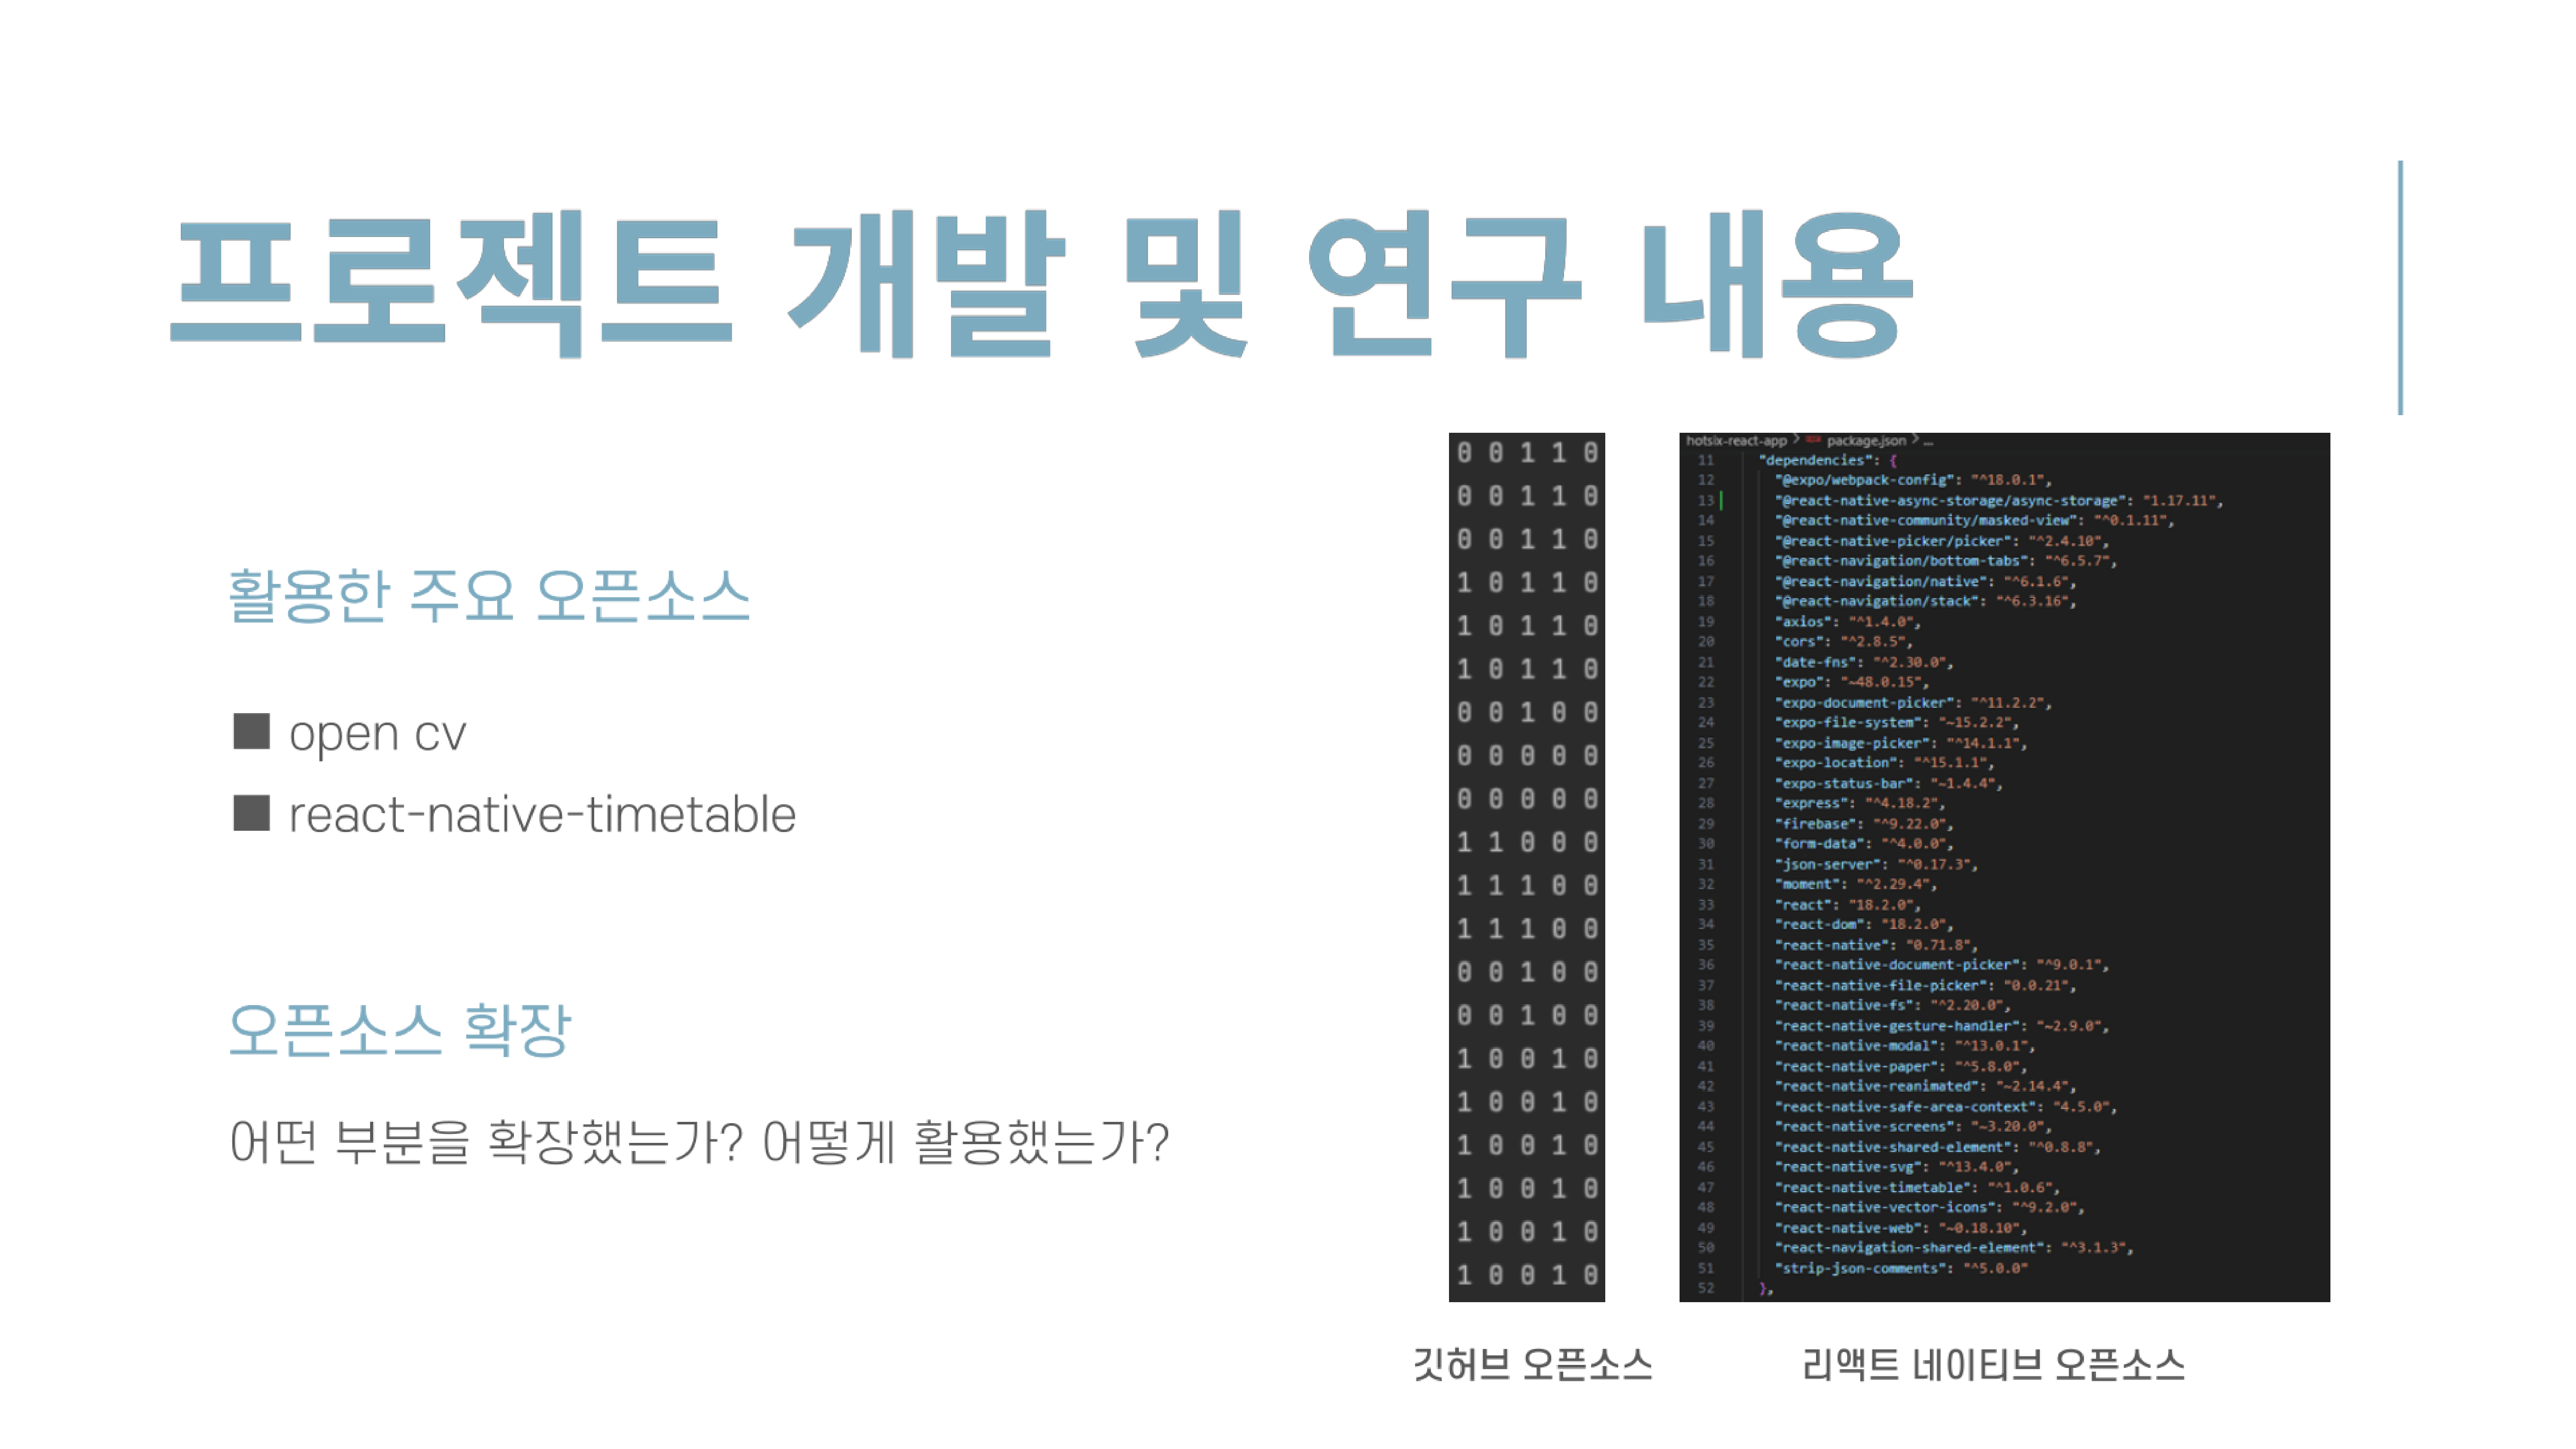 프로젝트 개발 및 연구 내용
활용한 주요 오픈소스
■ open cv
■ react-native-timetable
오픈소스 확장
어떤 부분을 확장했는가? 어떻게 활용했는가?
0 0 1 1 0
0 0 1 1 0
0 0 1 1 0
1 0 1 1 0
1 0 1 1 0
1 0 1 1 0
0 0 1 0 0
0 0 0 0 0
0 0 0 0 0
1 1 0 0 0
1 1 1 0 0
1 1 1 0 0
0 0 1 0 0
0 0 1 0 0
1 0 0 1 0
1 0 0 1 0
1 0 0 1 0
1 0 0 1 0
1 0 0 1 0
1 0 0 1 0
깃허브 오픈소스
hotsix-react-app > package.json > ...
11 "dependencies": {
12 "@expo/webpack-config": "^18.0.1",
13 "@react-native-async-storage/async-storage": "1.17.11",
14 "@react-native-community/masked-view": "^0.1.11",
15 "@react-native-picker/picker": "^2.4.10",
16 "@react-navigation/bottom-tabs": "^6.5.7",
17 "@react-navigation/native": "^6.1.6",
18 "@react-navigation/stack": "^6.3.16",
19 "axios": "^1.4.0",
20 "cors": "^2.8.5",
21 "date-fns": "^2.30.0",
22 "expo": "~48.0.15",
23 "expo-document-picker": "^11.2.2",
24 "expo-file-system": "~15.2.2",
25 "expo-image-picker": "^14.1.1",
26 "expo-location": "^15.1.1",
27 "expo-status-bar": "~1.4.4",
28 "express": "^4.18.2",
29 "firebase": "^9.22.0",
30 "form-data": "^4.0.0",
31 "json-server": "^0.17.3",
32 "moment": "^2.29.4",
33 "react": "18.2.0",
34 "react-dom": "18.2.0",
35 "react-native": "0.71.8",
36 "react-native-document-picker": "^9.0.1",
37 "react-native-file-picker": "0.0.21",
38 "react-native-fs": "^2.20.0",
39 "react-native-gesture-handler": "~2.9.0",
40 "react-native-modal": "^13.0.1",
41 "react-native-paper": "^5.8.0",
42 "react-native-reanimated": "~2.14.4",
43 "react-native-safe-area-context": "4.5.0",
44 "react-native-screens": "~3.20.0",
45 "react-native-shared-element": "^0.8.8",
46 "react-native-svg": "^13.4.0",
47 "react-native-timetable": "^1.0.6",
48 "react-native-vector-icons": "^9.2.0",
49 "react-native-web": "~0.18.10",
50 "react-navigation-shared-element": "^3.1.3",
51 "strip-json-comments": "^5.0.0"
52 },
리액트 네이티브 오픈소스